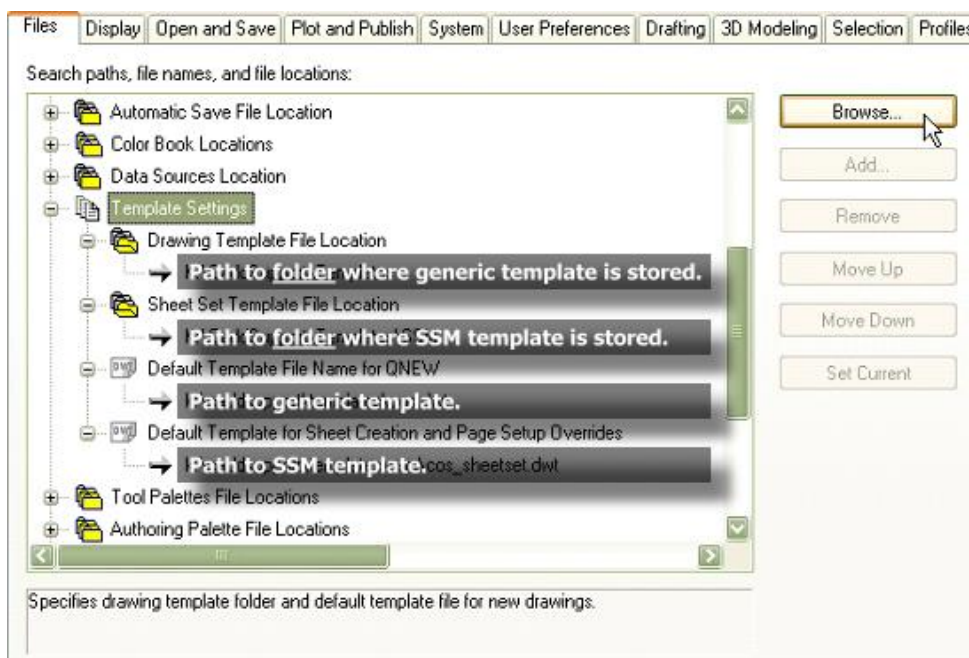 Files Display Open and Save Plot and Publish System User Preferences Drafting 3D Modeling Selection Profiles
Search paths, file names, and file locations:
Automatic Save File Location
Browse...
Color Book Locations
Add...
Data Sources Location
Template Settings
Remove
Drawing Template File Location
Path to folder where generic template is stored.
Move Up
Sheet Set Template File Location
Move Down
Path to folder where SSM template is stored.
Default Template File Name for QNEW
Set Current
Path to generic template.
Default Template for Sheet Creation and Page Setup Overrides
Path to SSM template. \cos_sheetset.dwt
Tool Palettes File Locations
Authoring Palette File Locations
Specifies drawing template folder and default template file for new drawings.